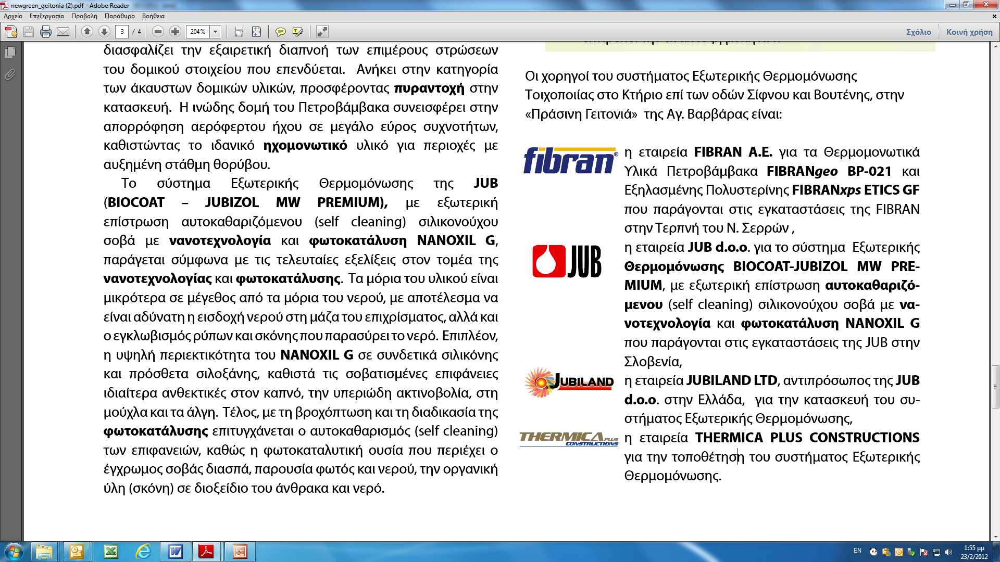 newgreen_geitonia (2).pdf - Adobe Reader
Αρχείο Επεξεργασία Προβολή Παράθυρο Βοήθεια
3 / 4 204% Σχόλιο Κοινή χρήση
διασφαλίζει την εξαιρετική διαπνοή των επιμέρους στρώσεων
του δομικού στοιχείου που επενδύεται. Ανήκει στην κατηγορία
των άκαυστων δομικών υλικών, προσφέροντας πυραντοχή στην
κατασκευή. Η ινώδης δομή του Πετροβάμβακα συνεισφέρει στην
απορρόφηση αερόφερτου ήχου σε μεγάλο εύρος συχνοτήτων,
καθιστώντας το ιδανικό ηχομονωτικό υλικό για περιοχές με
αυξημένη στάθμη θορύβου.
Το σύστημα Εξωτερικής Θερμομόνωσης της JUB
(BIOCOAT – JUBIZOL MW PREMIUM), με εξωτερική
επίστρωση αυτοκαθαριζόμενου (self cleaning) σιλικονούχου
σοβά με νανοτεχνολογία και φωτοκατάλυση NANOXIL G,
παράγεται σύμφωνα με τις τελευταίες εξελίξεις στον τομέα της
νανοτεχνολογίας και φωτοκατάλυσης. Τα μόρια του υλικού είναι
μικρότερα σε μέγεθος από τα μόρια του νερού, με αποτέλεσμα να
είναι αδύνατη η εισδοχή νερού στη μάζα του επιχρίσματος, αλλά και
ο εγκλωβισμός ρύπων και σκόνης που παρασύρει το νερό. Επιπλέον,
η υψηλή περιεκτικότητα του NANOXIL G σε συνδετικά σιλικόνης
και πρόσθετα σιλοξάνης, καθιστά τις σοβατισμένες επιφάνειες
ιδιαίτερα ανθεκτικές στον καπνό, την υπεριώδη ακτινοβολία, στη
μούχλα και τα άλγη. Τέλος, με τη βροχόπτωση και τη διαδικασία της
φωτοκατάλυσης επιτυγχάνεται ο αυτοκαθαρισμός (self cleaning)
των επιφανειών, καθώς η φωτοκαταλυτική ουσία που περιέχει ο
έγχρωμος σοβάς διασπά, παρουσία φωτός και νερού, την οργανική
ύλη (σκόνη) σε διοξείδιο του άνθρακα και νερό.
Οι χορηγοί του συστήματος Εξωτερικής Θερμομόνωσης
Τοιχοποιίας στο Κτήριο επί των οδών Σίφνου και Βουτένης, στην
«Πράσινη Γειτονιά» της Αγ. Βαρβάρας είναι:
fibran®
η εταιρεία FIBRAN A.E. για τα Θερμομονωτικά
Υλικά Πετροβάμβακα FIBRANgeo BP-021 και
Εξηλασμένης Πολυστερίνης FIBRANxps ETICS GF
που παράγονται στις εγκαταστάσεις της FIBRAN
στην Τερπνή του Ν. Σερρών ,
JUB
η εταιρεία JUB d.o.o. για το σύστημα Εξωτερικής
Θερμομόνωσης BIOCOAT-JUBIZOL MW PRE-
MIUM, με εξωτερική επίστρωση αυτοκαθαριζό-
μενου (self cleaning) σιλικονούχου σοβά με να-
νοτεχνολογία και φωτοκατάλυση NANOXIL G
που παράγονται στις εγκαταστάσεις της JUB στην
Σλοβενία,
JUBILAND
η εταιρεία JUBILAND LTD, αντιπρόσωπος της JUB
d.o.o. στην Ελλάδα, για την κατασκευή του συ-
στήματος Εξωτερικής Θερμομόνωσης,
THERMICA PLUS
CONSTRUCTIONS
η εταιρεία THERMICA PLUS CONSTRUCTIONS
για την τοποθέτηση του συστήματος Εξωτερικής
Θερμομόνωσης.
EN
1:55 μμ
23/2/2012